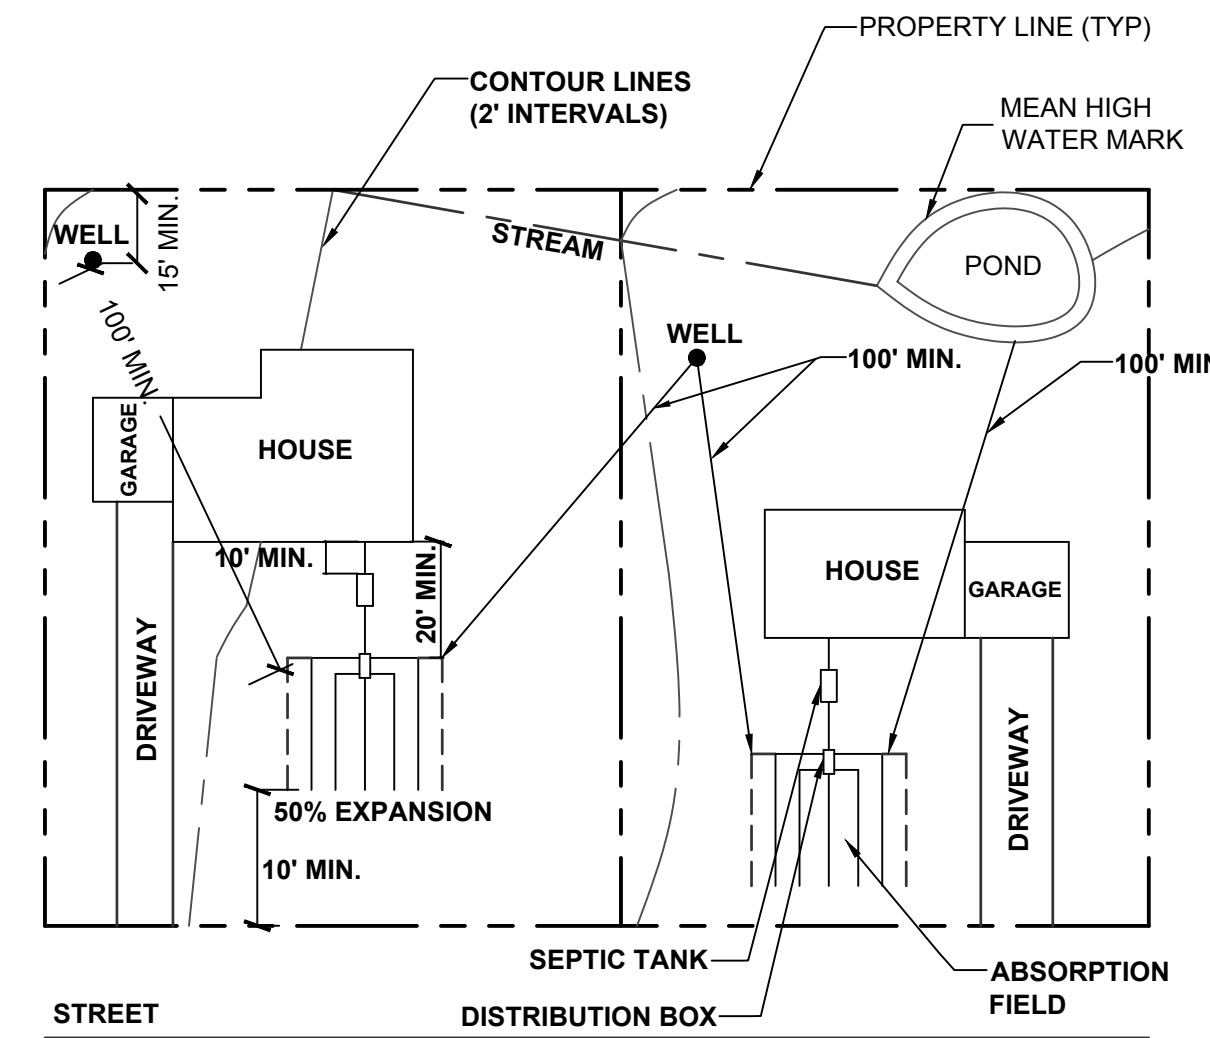 PROPERTY LINE (TYP)
CONTOUR LINES
(2' INTERVALS)
MEAN HIGH
WATER MARK
15' MIN.
WELL
STREAM
POND
100' MIN.
WELL
100' MIN.
100' MIN
GARAGE
HOUSE
10' MIN.
20' MIN.
HOUSE
GARAGE
DRIVEWAY
DRIVEWAY
50% EXPANSION
10' MIN.
SEPTIC TANK
ABSORPTION
FIELD
STREET
DISTRIBUTION BOX